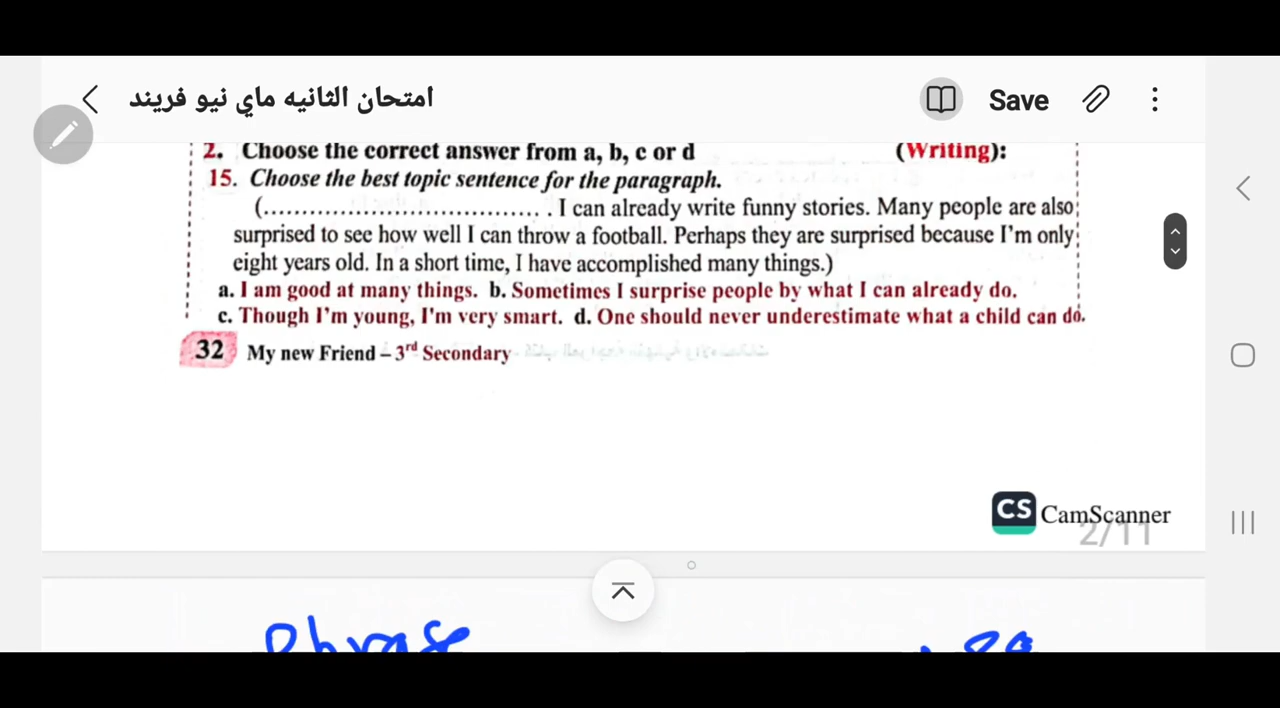 امتحان الثانيه ماي نيو فريند
Save
2. Choose the correct answer from a, b, c or d (Writing):
15. Choose the best topic sentence for the paragraph.
(.................................... . I can already write funny stories. Many people are also
surprised to see how well I can throw a football. Perhaps they are surprised because I'm only
eight years old. In a short time, I have accomplished many things.)
a. I am good at many things. b. Sometimes I surprise people by what I can already do.
c. Though I'm young, I'm very smart. d. One should never underestimate what a child can do.
32 My new Friend – 3rd Secondary
CS CamScanner
2/11
Phrase